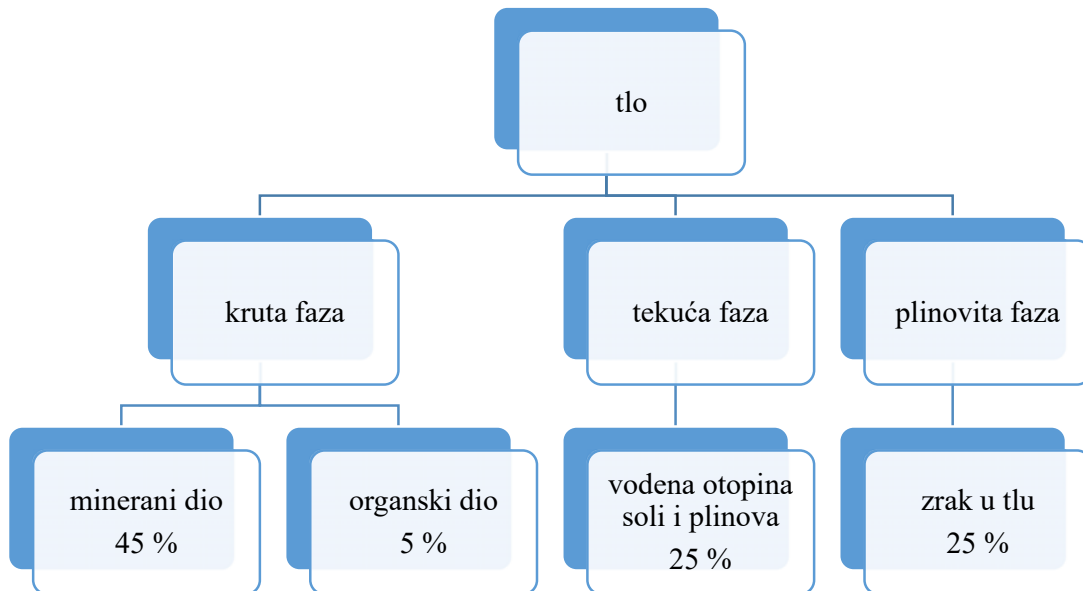 tlo
kruta faza
tekuća faza
plinovita faza
minerani dio
45 %
organski dio
5 %
vodena otopina
soli i plinova
25 %
zrak u tlu
25 %